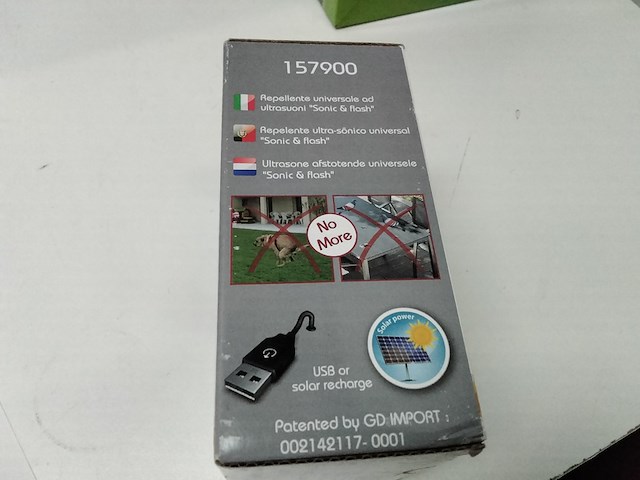 157900
Repellente universale ad
ultrasuoni "Sonic & flash"
Repelente ultra-sônico universal
"Sonic & flash"
Ultrasone afstotende universele
"Sonic & flash"
No
More
Solar power
USB or
solar recharge
Patented by GD IMPORT :
002142117- 0001